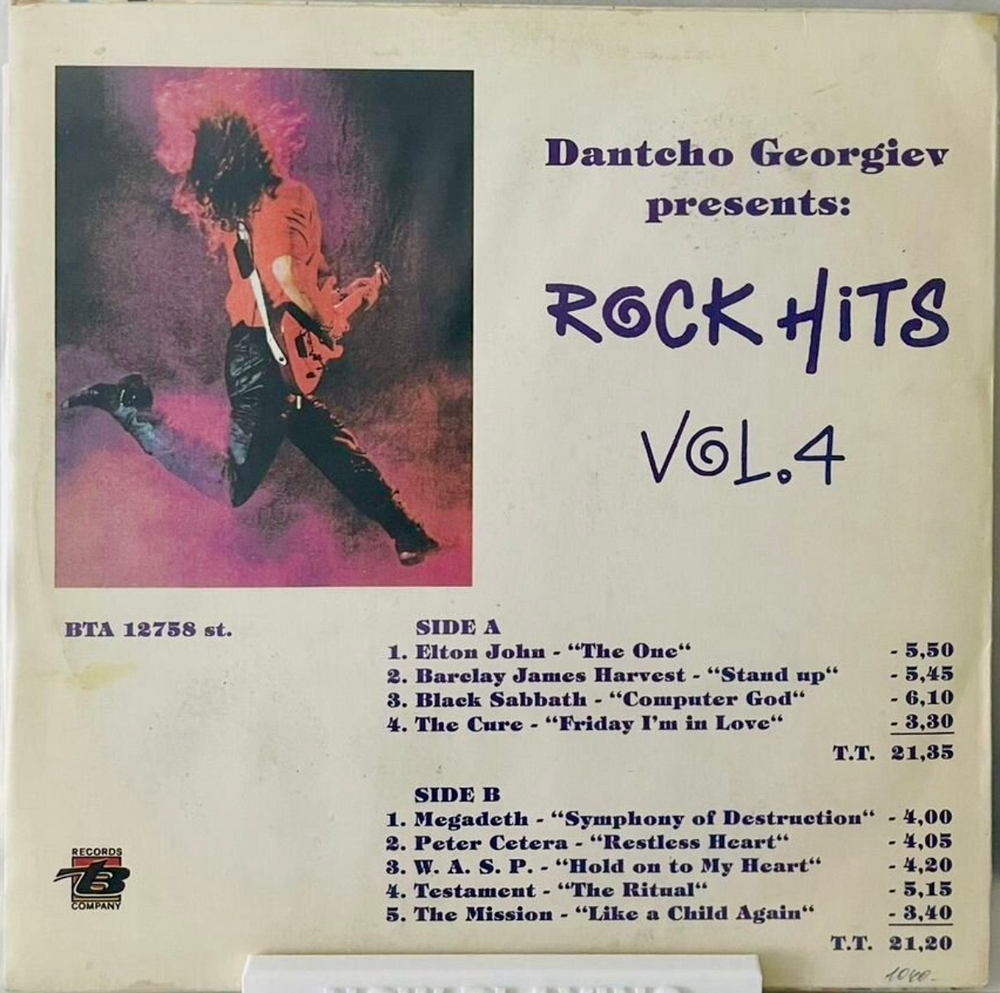 Dantcho Georgiev
presents:
ROCK HiTS
VOL.4
BTA 12758 st.
SIDE A
1. Elton John - “The One“ - 5,50
2. Barclay James Harvest - “Stand up“ - 5,45
3. Black Sabbath - “Computer God“ - 6,10
4. The Cure - “Friday I'm in Love“ - 3,30
T.T. 21,35
SIDE B
1. Megadeth - “Symphony of Destruction“ - 4,00
2. Peter Cetera - “Restless Heart“ - 4,05
3. W. A. S. P. - “Hold on to My Heart“ - 4,20
4. Testament - “The Ritual“ - 5,15
5. The Mission - “Like a Child Again“ - 3,40
T.T. 21,20
RECORDS
TB
COMPANY